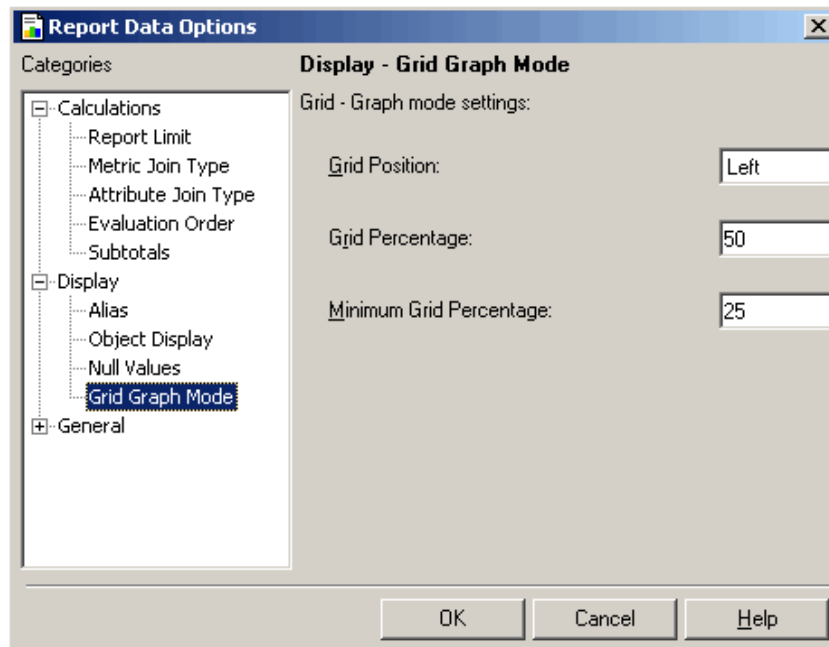 Report Data Options
Categories
Calculations
Report Limit
Metric Join Type
Attribute Join Type
Evaluation Order
Subtotals
Display
Alias
Object Display
Null Values
Grid Graph Mode
General
Display - Grid Graph Mode
Grid - Graph mode settings:
Grid Position: Left
Grid Percentage: 50
Minimum Grid Percentage: 25
OK Cancel Help